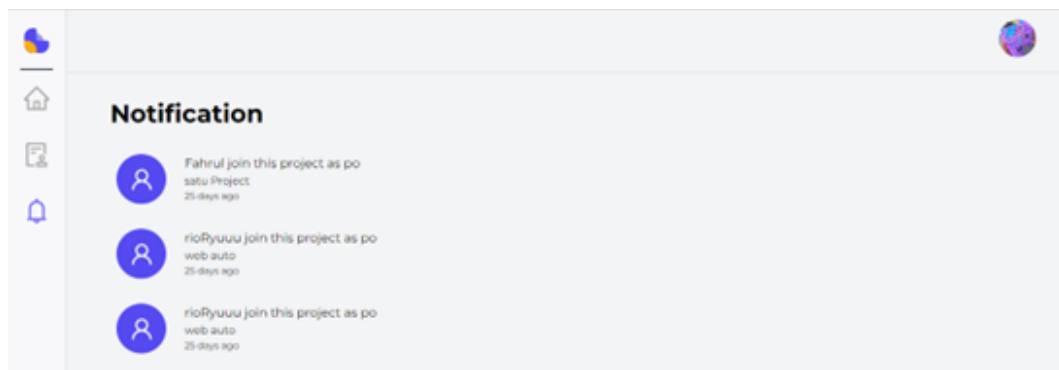 Notification
Fahrul join this project as po
satu Project
25 days ago
rioRyuuu join this project as po
web auto
25 days ago
rioRyuuu join this project as po
web auto
25 days ago